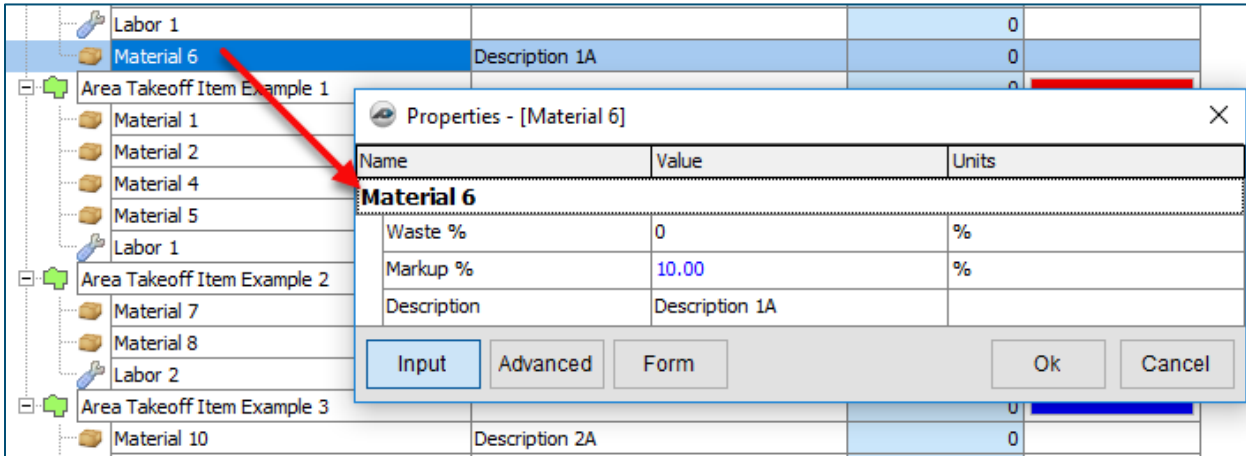 Labor 1 0
Material 6 Description 1A 0
Area Takeoff Item Example 1
Material 1
Material 2
Material 4
Material 5
Labor 1
Area Takeoff Item Example 2
Material 7
Material 8
Labor 2
Area Takeoff Item Example 3
Material 10 Description 2A 0
Properties - [Material 6]
Name Value Units
Material 6
Waste % 0 %
Markup % 10.00 %
Description Description 1A
Input Advanced Form Ok Cancel